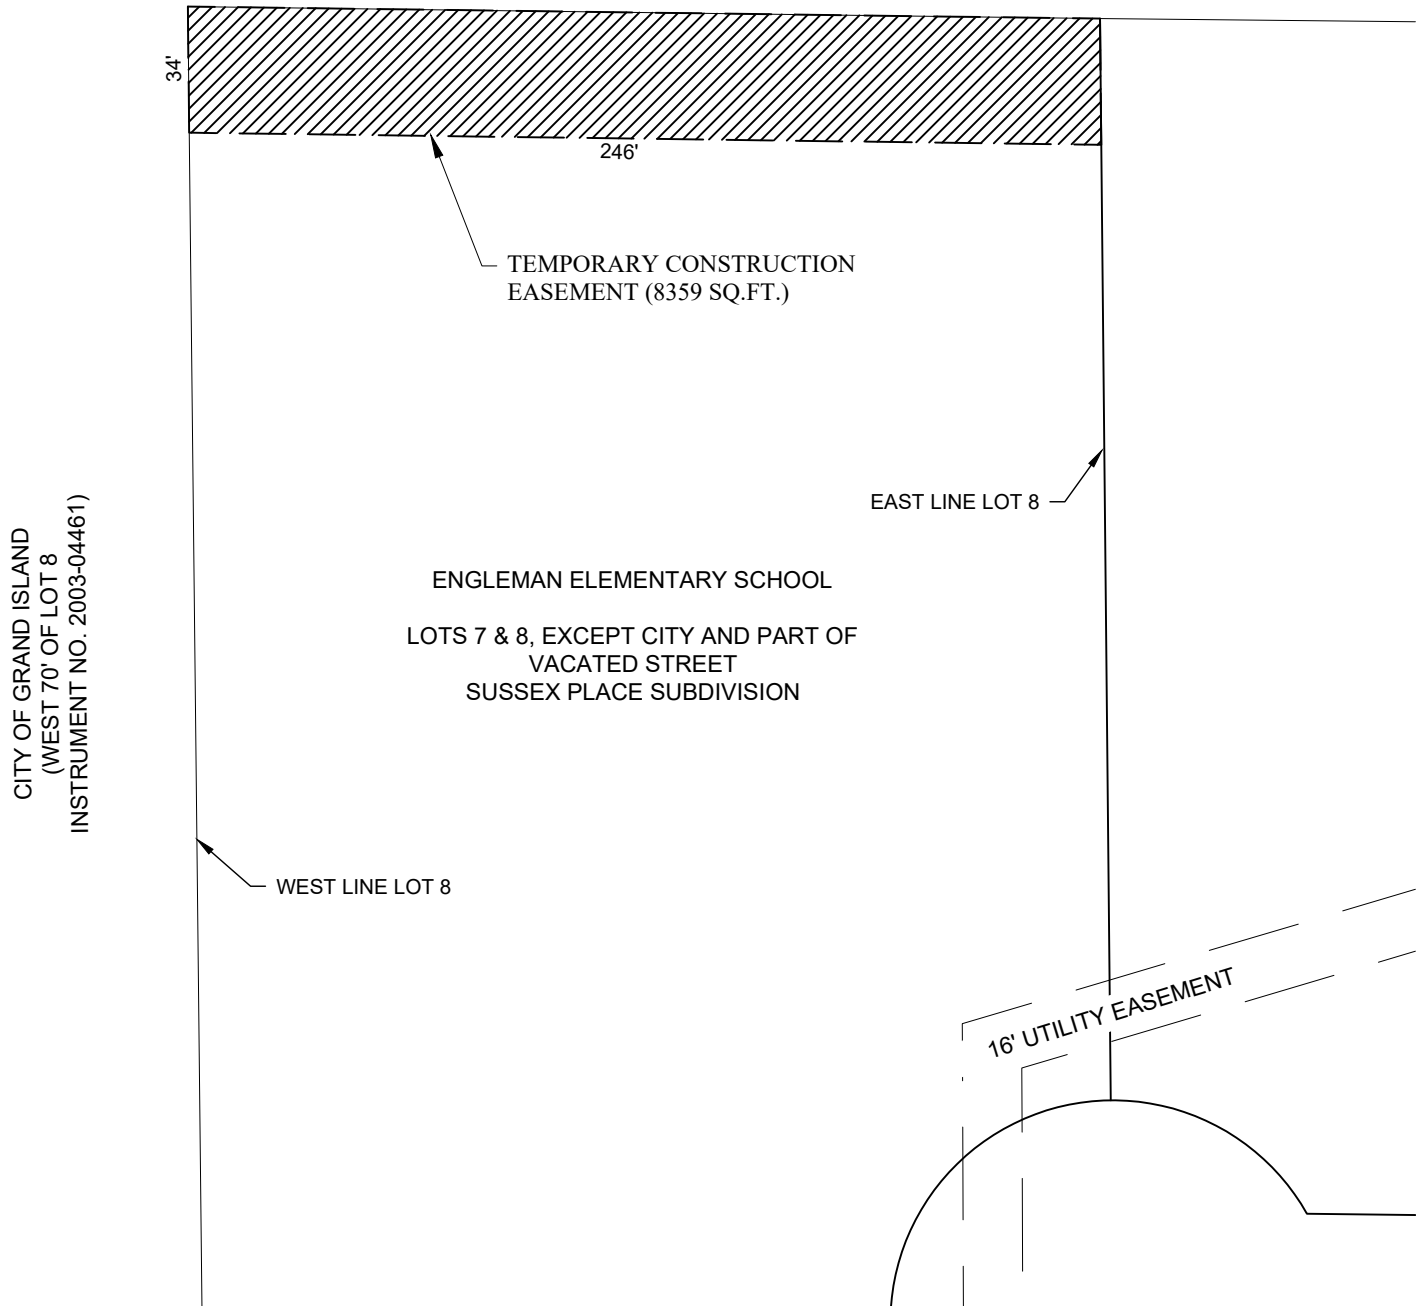 34'
246'
TEMPORARY CONSTRUCTION
EASEMENT (8359 SQ.FT.)
EAST LINE LOT 8
CITY OF GRAND ISLAND
(WEST 70' OF LOT 8
INSTRUMENT NO. 2003-04461)
ENGLEMAN ELEMENTARY SCHOOL
LOTS 7 & 8, EXCEPT CITY AND PART OF
VACATED STREET
SUSSEX PLACE SUBDIVISION
WEST LINE LOT 8
16' UTILITY EASEMENT